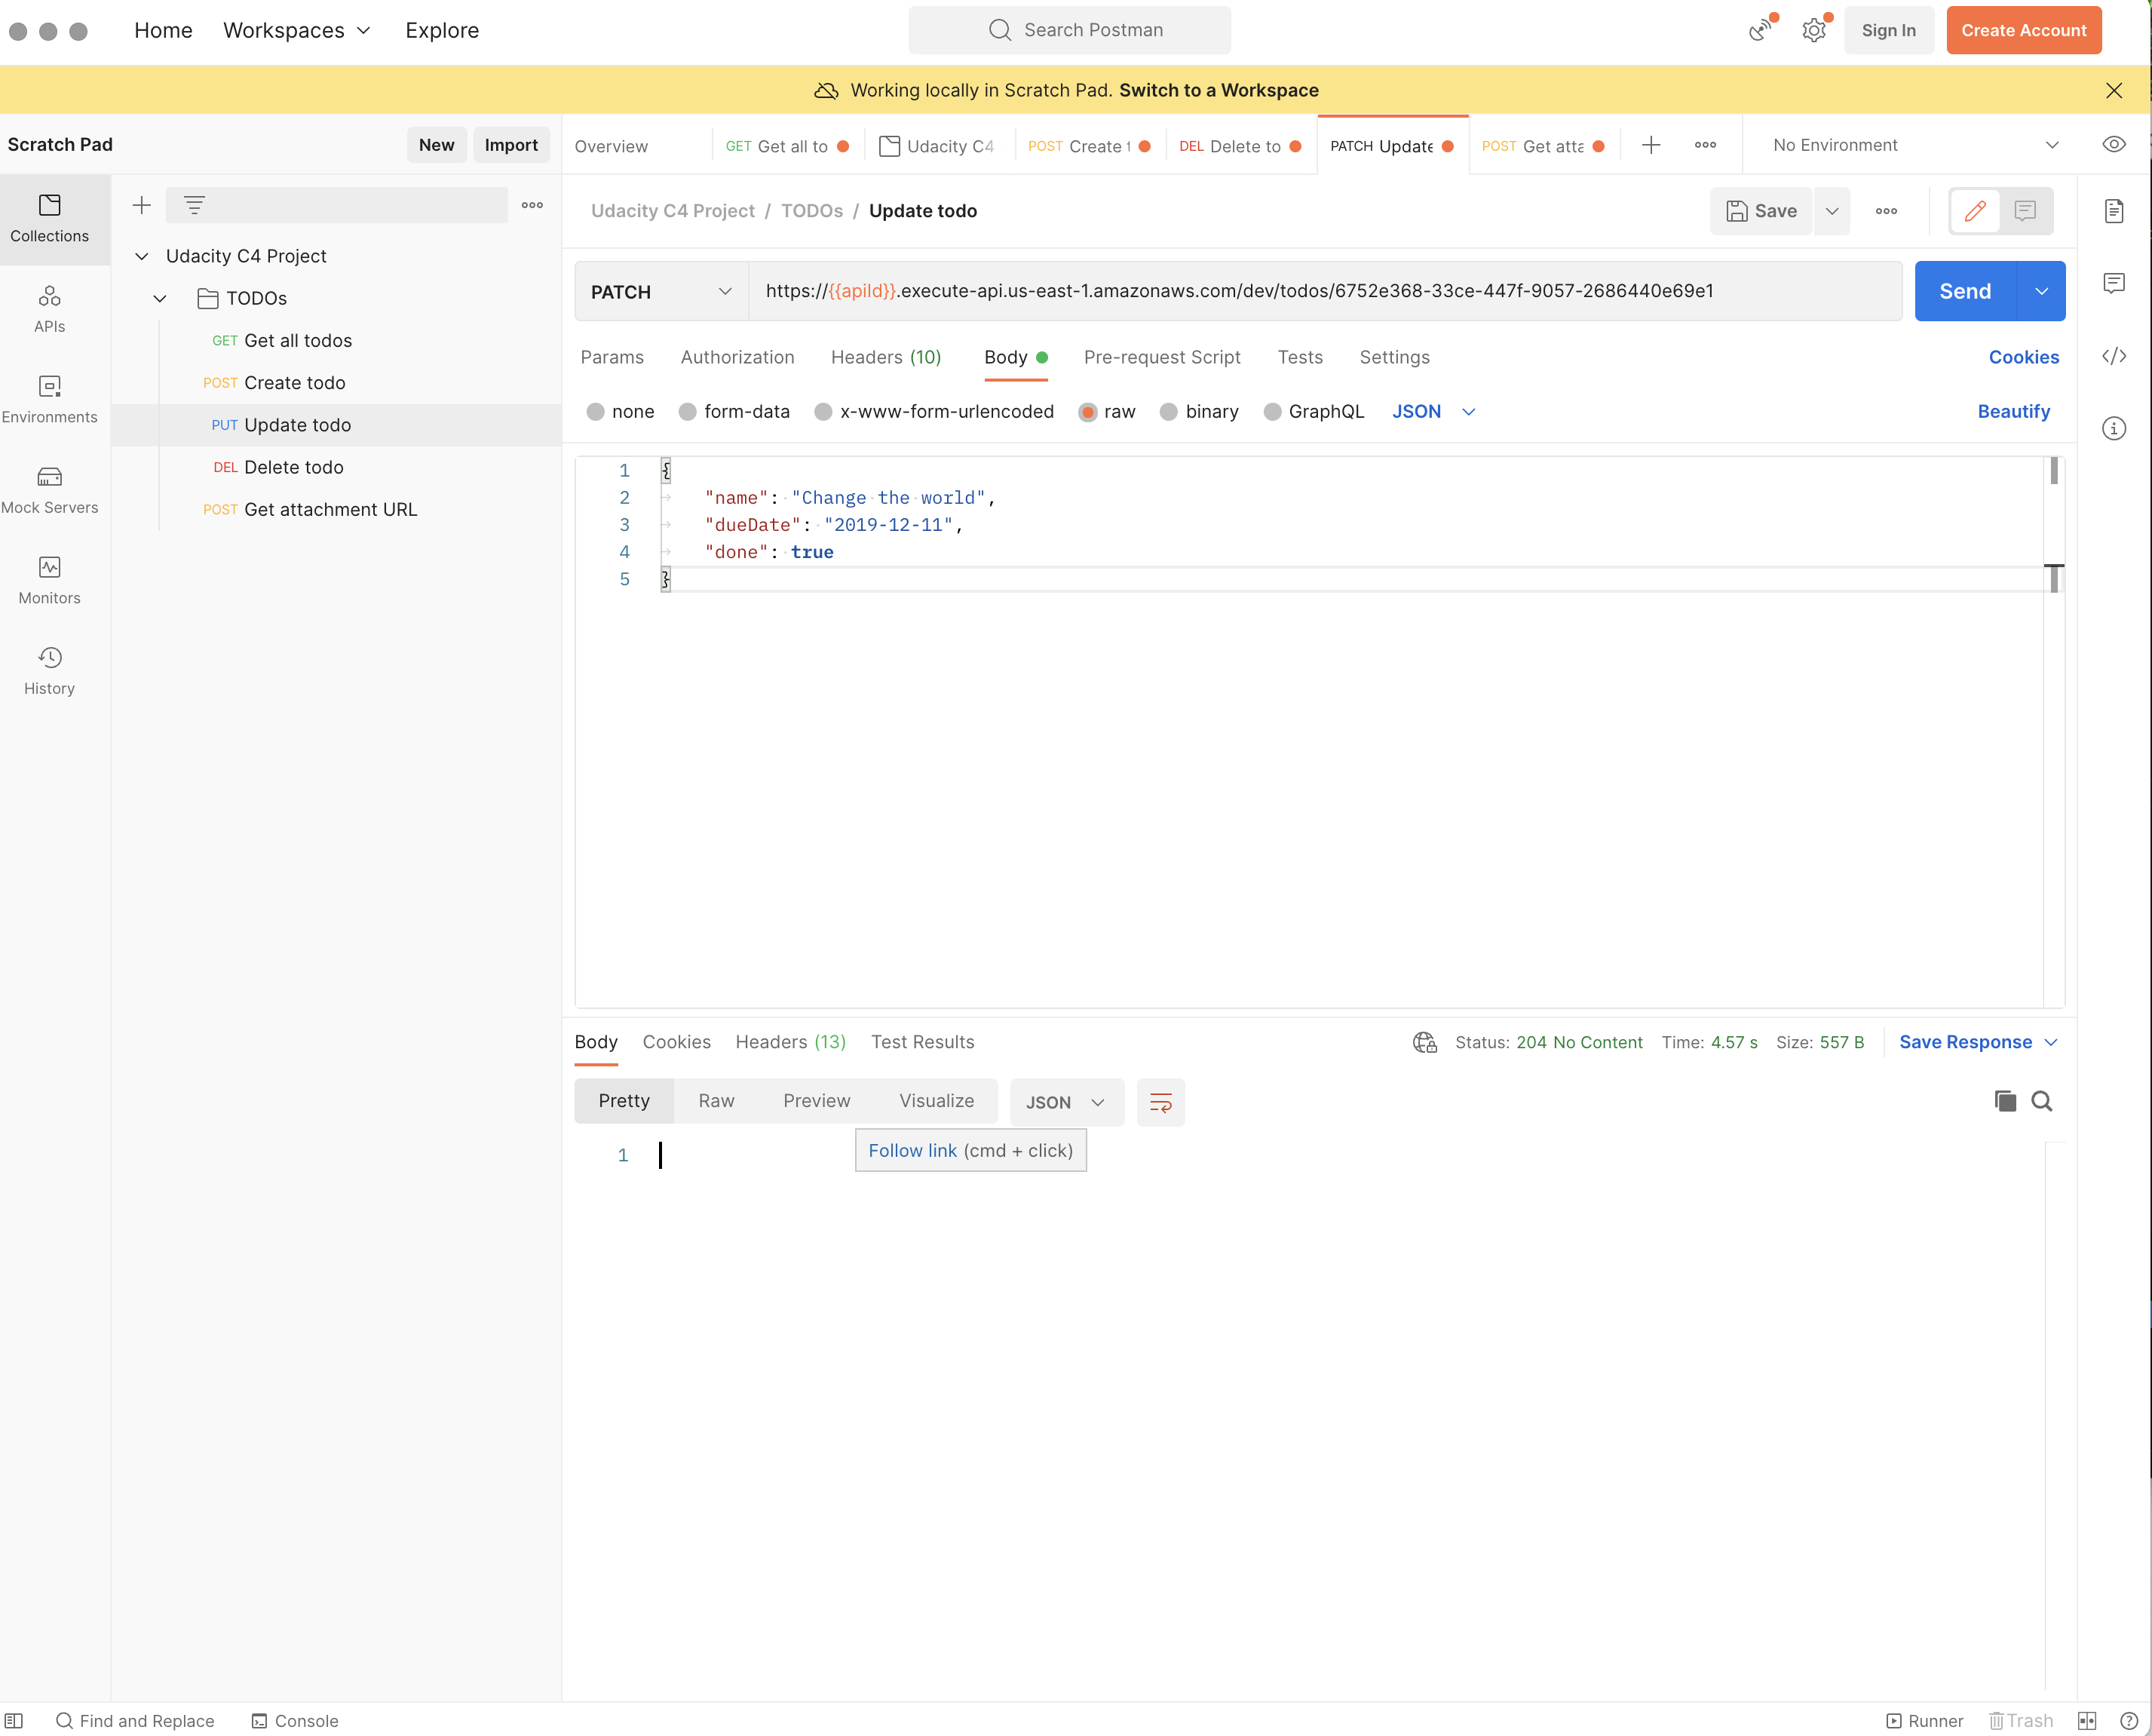 Home Workspaces Explore Search Postman Sign In Create Account
Working locally in Scratch Pad. Switch to a Workspace
Scratch Pad New Import Overview GET Get all to Udacity C4 POST Create t DEL Delete to PATCH Update POST Get atta No Environment
Collections
APIs
Environments
Mock Servers
Monitors
History
Udacity C4 Project
TODOs
GET Get all todos
POST Create todo
PUT Update todo
DEL Delete todo
POST Get attachment URL
Udacity C4 Project / TODOs / Update todo Save
PATCH https://{{apiId}}.execute-api.us-east-1.amazonaws.com/dev/todos/6752e368-33ce-447f-9057-2686440e69e1 Send
Params Authorization Headers (10) Body Pre-request Script Tests Settings Cookies
none form-data x-www-form-urlencoded raw binary GraphQL JSON Beautify
1 {
2 "name": "Change the world",
3 "dueDate": "2019-12-11",
4 "done": true
5 }
Body Cookies Headers (13) Test Results Status: 204 No Content Time: 4.57 s Size: 557 B Save Response
Pretty Raw Preview Visualize JSON
1
Follow link (cmd + click)
Find and Replace Console Runner Trash